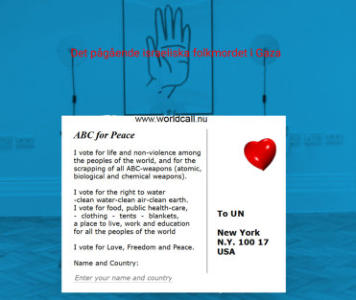 Det pågående israeliska folkmordet i Gaza
www.worldcall.nu
ABC for Peace
I vote for life and non-violence among
the peoples of the world, and for the
scrapping of all ABC-weapons (atomic,
biological and chemical weapons).
I vote for the right to water
-clean water-clean air-clean earth.
I vote for food, public health-care,
- clothing - tents - blankets,
a place to live, work and education
for all the peoples of the world
I vote for Love, Freedom and Peace.
Name and Country:
Enter your name and country
To UN
New York
N.Y. 100 17
USA